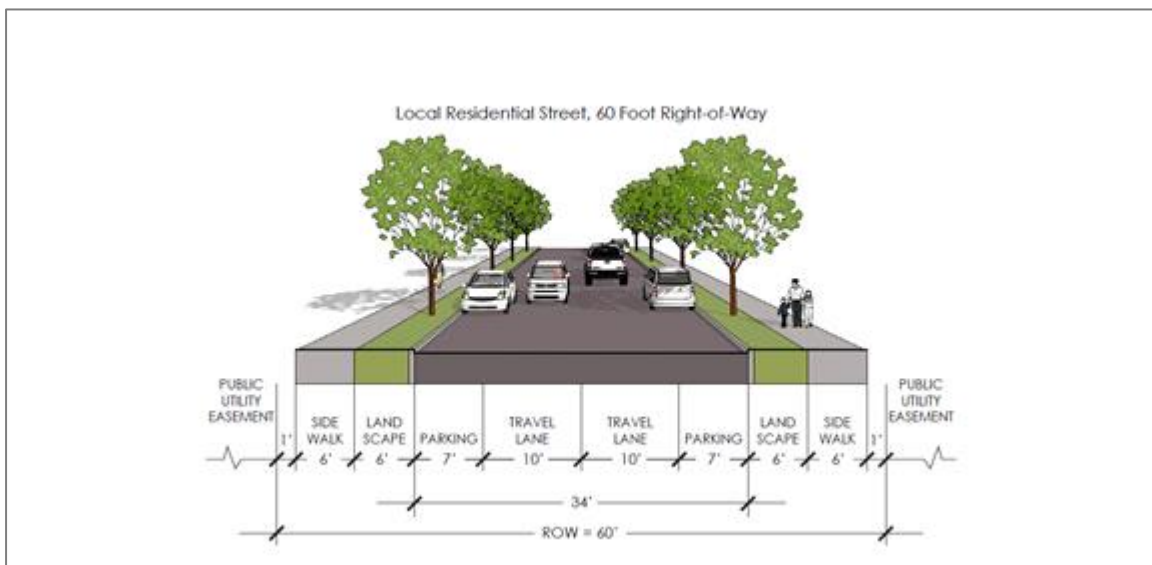 Local Residential Street, 60 Foot Right-of-Way
PUBLIC
UTILITY
EASEMENT
1'
SIDE
WALK
6'
LAND
SCAPE
6'
PARKING
7'
TRAVEL
LANE
10'
TRAVEL
LANE
10'
PARKING
7'
LAND
SCAPE
6'
SIDE
WALK
6'
1'
PUBLIC
UTILITY
EASEMENT
34'
ROW = 60'